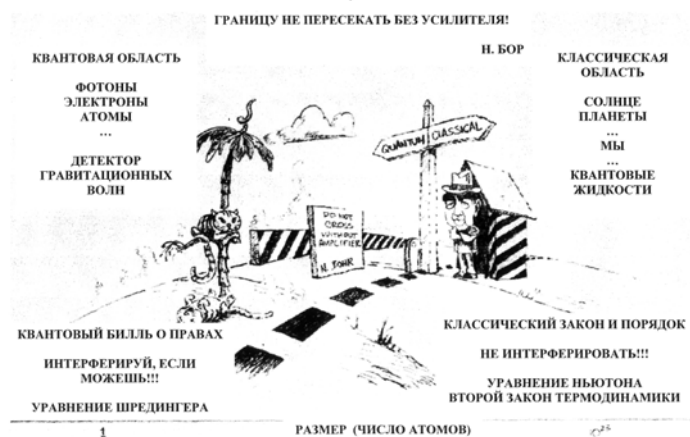 ГРАНИЦУ НЕ ПЕРЕСЕКАТЬ БЕЗ УСИЛИТЕЛЯ!
Н. БОР
КВАНТОВАЯ ОБЛАСТЬ
ФОТОНЫ
ЭЛЕКТРОНЫ
АТОМЫ
...
ДЕТЕКТОР
ГРАВИТАЦИОННЫХ
ВОЛН
КЛАССИЧЕСКАЯ
ОБЛАСТЬ
СОЛНЦЕ
ПЛАНЕТЫ
...
МЫ
...
КВАНТОВЫЕ
ЖИДКОСТИ
QUANTUM CLASSICAL
DO NOT
CROSS
WITHOUT
AMPLIFIER
N. BOHR
КВАНТОВЫЙ БИЛЛЬ О ПРАВАХ
ИНТЕРФЕРИРУЙ, ЕСЛИ
МОЖЕШЬ!!!
УРАВНЕНИЕ ШРЕДИНГЕРА
КЛАССИЧЕСКИЙ ЗАКОН И ПОРЯДОК
НЕ ИНТЕРФЕРИРОВАТЬ!!!
УРАВНЕНИЕ НЬЮТОНА
ВТОРОЙ ЗАКОН ТЕРМОДИНАМИКИ
1
РАЗМЕР (ЧИСЛО АТОМОВ)